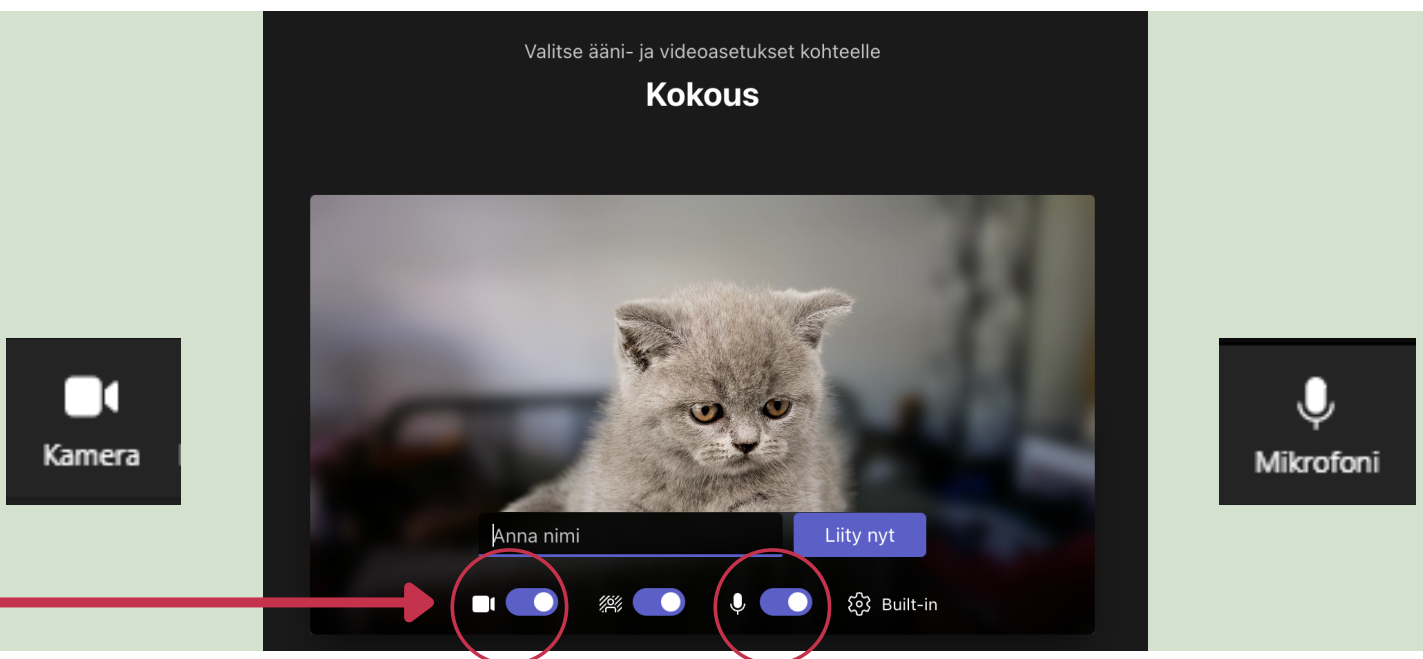 Valitse ääni- ja videoasetukset kohteelle
Kokous
Kamera
Mikrofoni
Anna nimi
Liity nyt
Built-in